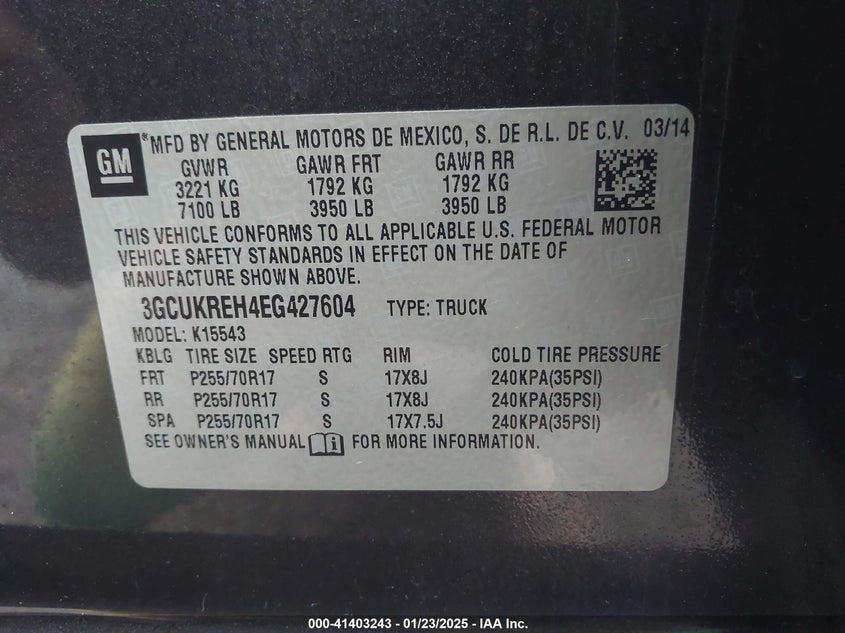 GM ® MFD BY GENERAL MOTORS DE MEXICO, S. DE R.L. DE C.V. 03/14
GVWR GAWR FRT GAWR RR
3221 KG 1792 KG 1792 KG
7100 LB 3950 LB 3950 LB
THIS VEHICLE CONFORMS TO ALL APPLICABLE U.S. FEDERAL MOTOR
VEHICLE SAFETY STANDARDS IN EFFECT ON THE DATE OF
MANUFACTURE SHOWN ABOVE.
3GCUKREH4EG427604 TYPE: TRUCK
MODEL: K15543
KBLG TIRE SIZE SPEED RTG RIM COLD TIRE PRESSURE
FRT P255/70R17 S 17X8J 240KPA(35PSI)
RR P255/70R17 S 17X8J 240KPA(35PSI)
SPA P255/70R17 S 17X7.5J 240KPA(35PSI)
SEE OWNER'S MANUAL FOR MORE INFORMATION.
000-41403243 - 01/23/2025 - IAA Inc.